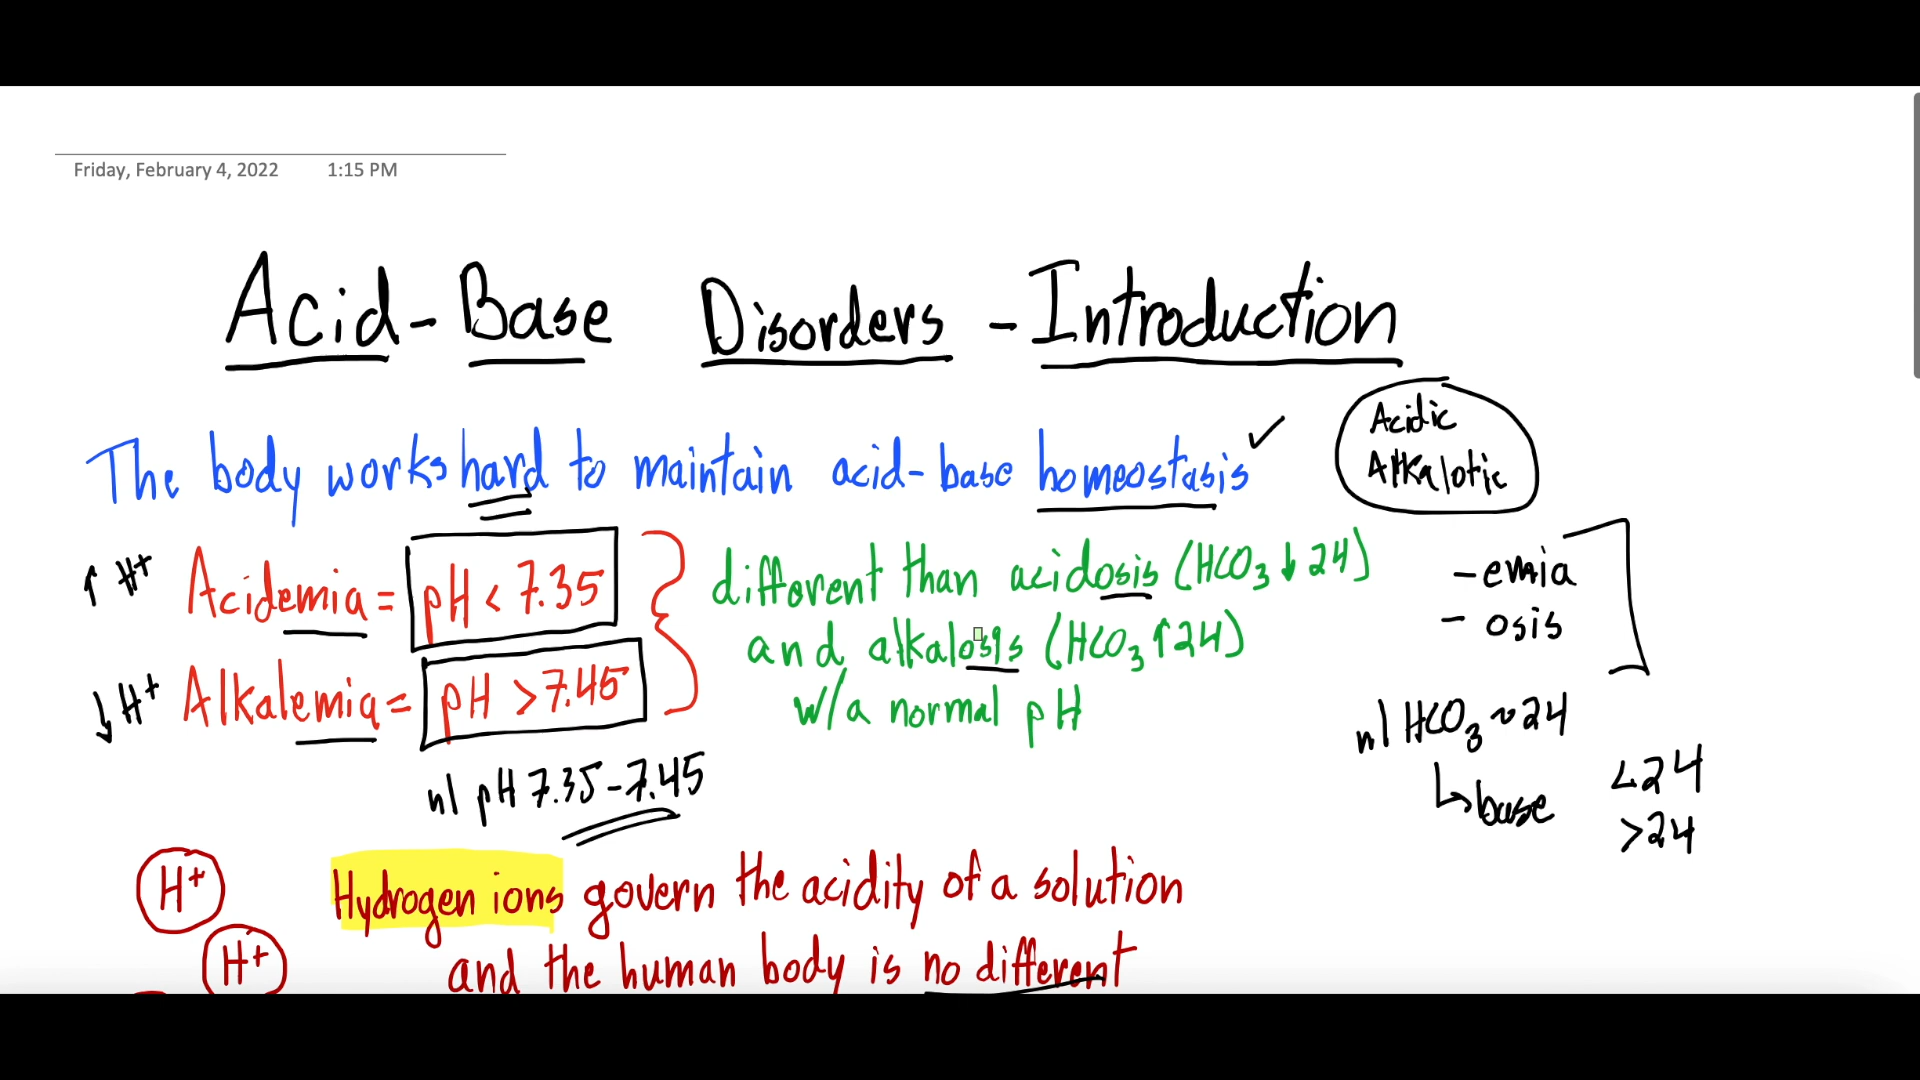 Friday, February 4, 2022 1:15 PM
Acid-Base Disorders - Introduction
The body works hard to maintain acid-base homeostasis ✓
Acidic
Alkalotic
↑ H+ Acidemia = pH < 7.35
↓ H+ Alkalemia = pH > 7.45
nl pH 7.35-7.45
different than acidosis (HCO3 ↓ 24)
and alkalosis (HCO3 ↑ 24)
w/a normal pH
- emia
- osis
nl HCO3 ~ 24
↳ base
<24
>24
H+
H+
Hydrogen ions govern the acidity of a solution
and the human body is no different